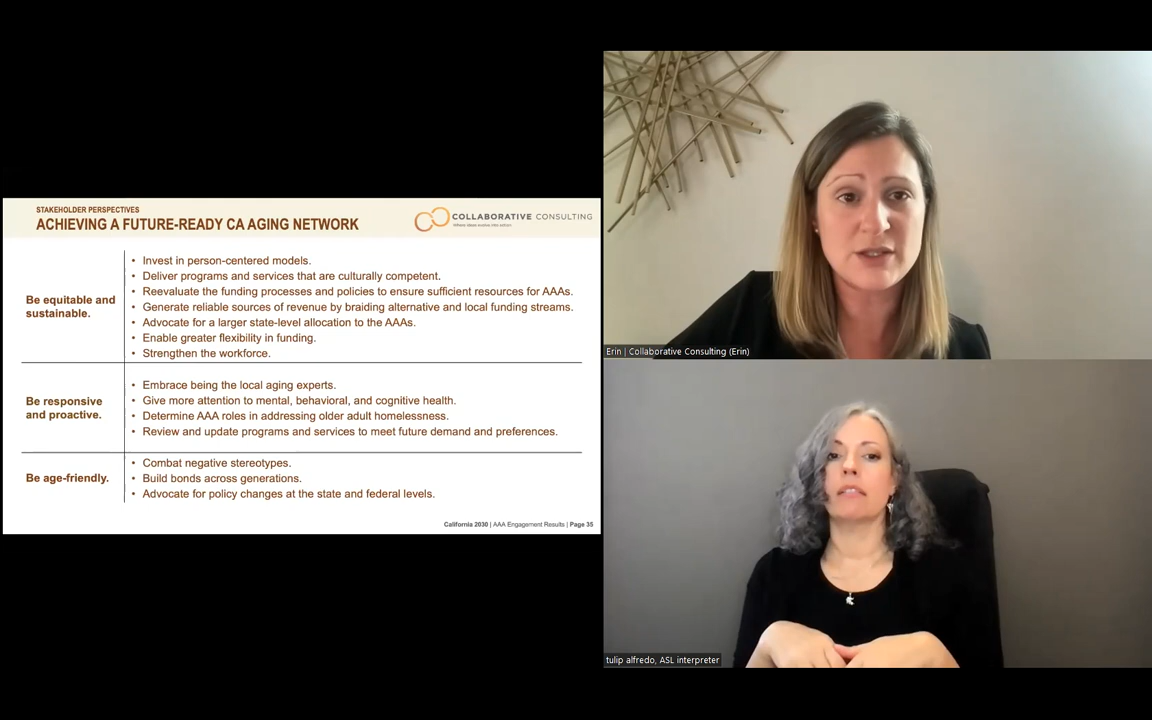 STAKEHOLDER PERSPECTIVES
ACHIEVING A FUTURE-READY CA AGING NETWORK
COLLABORATIVE CONSULTING
Where ideas evolve into action
Be equitable and
sustainable.
• Invest in person-centered models.
• Deliver programs and services that are culturally competent.
• Reevaluate the funding processes and policies to ensure sufficient resources for AAAs.
• Generate reliable sources of revenue by braiding alternative and local funding streams.
• Advocate for a larger state-level allocation to the AAAs.
• Enable greater flexibility in funding.
• Strengthen the workforce.
Be responsive
and proactive.
• Embrace being the local aging experts.
• Give more attention to mental, behavioral, and cognitive health.
• Determine AAA roles in addressing older adult homelessness.
• Review and update programs and services to meet future demand and preferences.
Be age-friendly.
• Combat negative stereotypes.
• Build bonds across generations.
• Advocate for policy changes at the state and federal levels.
California 2030 | AAA Engagement Results | Page 35
Erin | Collaborative Consulting (Erin)
tulip alfredo, ASL interpreter